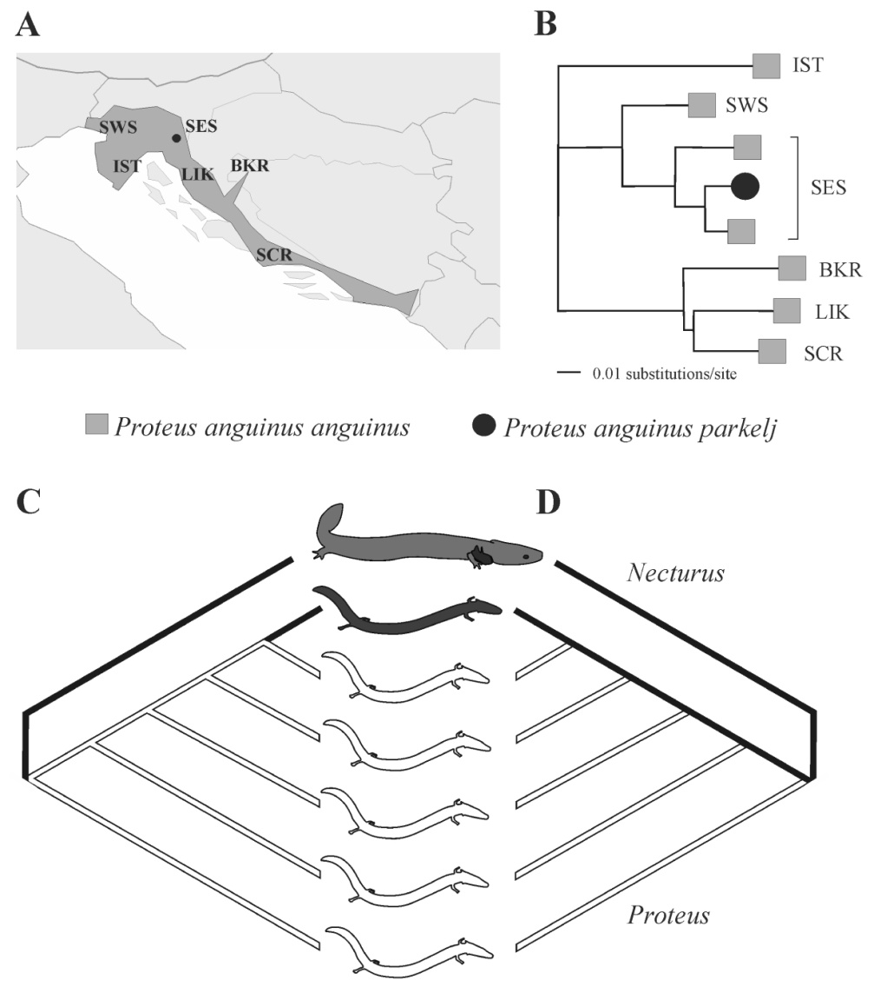 A
B
SWS
SES
IST
LIK
BKR
SCR
IST
SWS
SES
BKR
LIK
SCR
0.01 substitutions/site
Proteus anguinus anguinus
Proteus anguinus parkelj
C
D
Necturus
Proteus